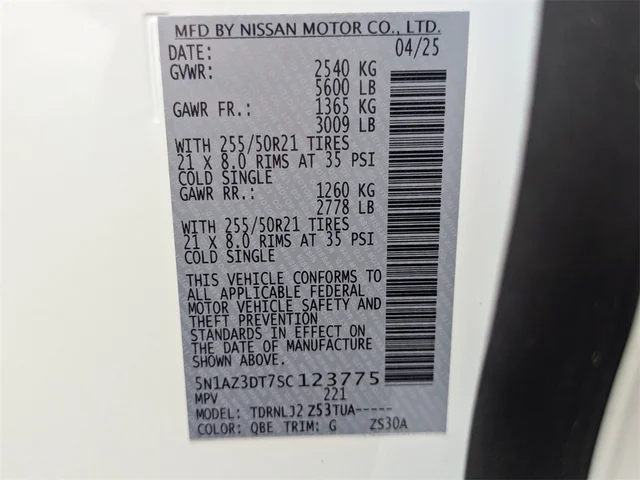 MFD BY NISSAN MOTOR CO., LTD.
DATE: 04/25
GVWR: 2540 KG
5600 LB
GAWR FR.: 1365 KG
3009 LB
WITH 255/50R21 TIRES
21 X 8.0 RIMS AT 35 PSI
COLD SINGLE
GAWR RR.: 1260 KG
2778 LB
WITH 255/50R21 TIRES
21 X 8.0 RIMS AT 35 PSI
COLD SINGLE
THIS VEHICLE CONFORMS TO
ALL APPLICABLE FEDERAL
MOTOR VEHICLE SAFETY AND
THEFT PREVENTION
STANDARDS IN EFFECT ON
THE DATE OF MANUFACTURE
SHOWN ABOVE.
5N1AZ3DT7SC123775
MPV 221
MODEL: TDRNLJ2 Z53TUA-----
COLOR: QBE TRIM: G ZS30A